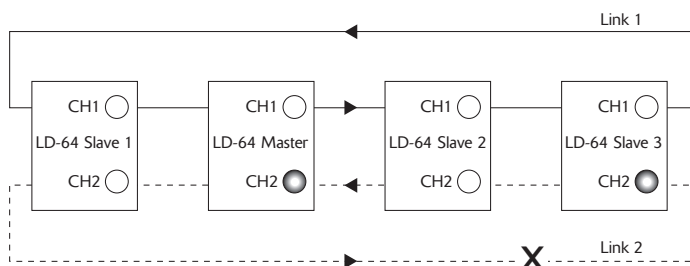 Link 1
CH1 CH1 CH1 CH1
LD-64 Slave 1 LD-64 Master LD-64 Slave 2 LD-64 Slave 3
CH2 CH2 CH2 CH2
X Link 2